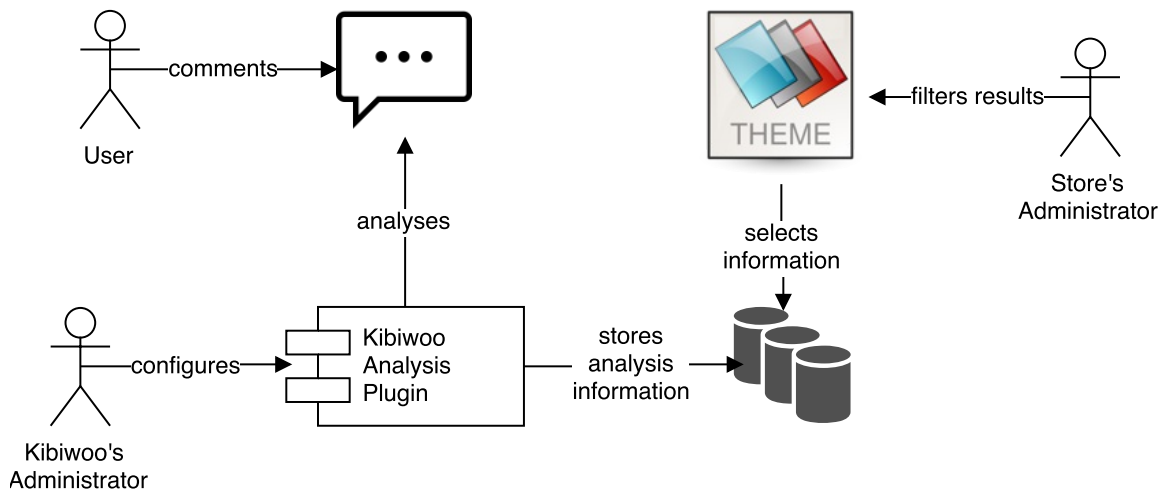 comments
User
THEME
filters results
Store's
Administrator
analyses
selects
information
Kibiwoo's
Administrator
configures
Kibiwoo
Analysis
Plugin
stores
analysis
information